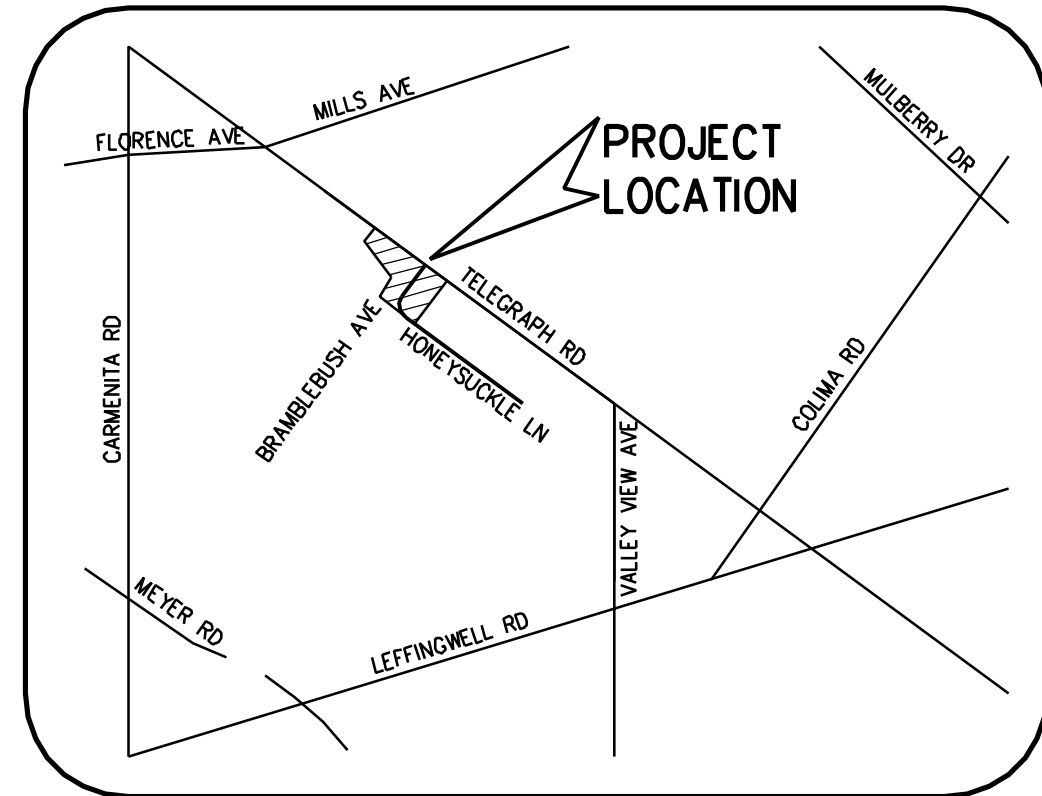 MILLS AVE
MULBERRY DR
FLORENCE AVE
PROJECT
LOCATION
TELEGRAPH RD
CARMENITA RD
BRAMBLEBUSH AVE
HONEYSUCKLE LN
COLIMA RD
VALLEY VIEW AVE
MEYER RD
LEFFINGWELL RD